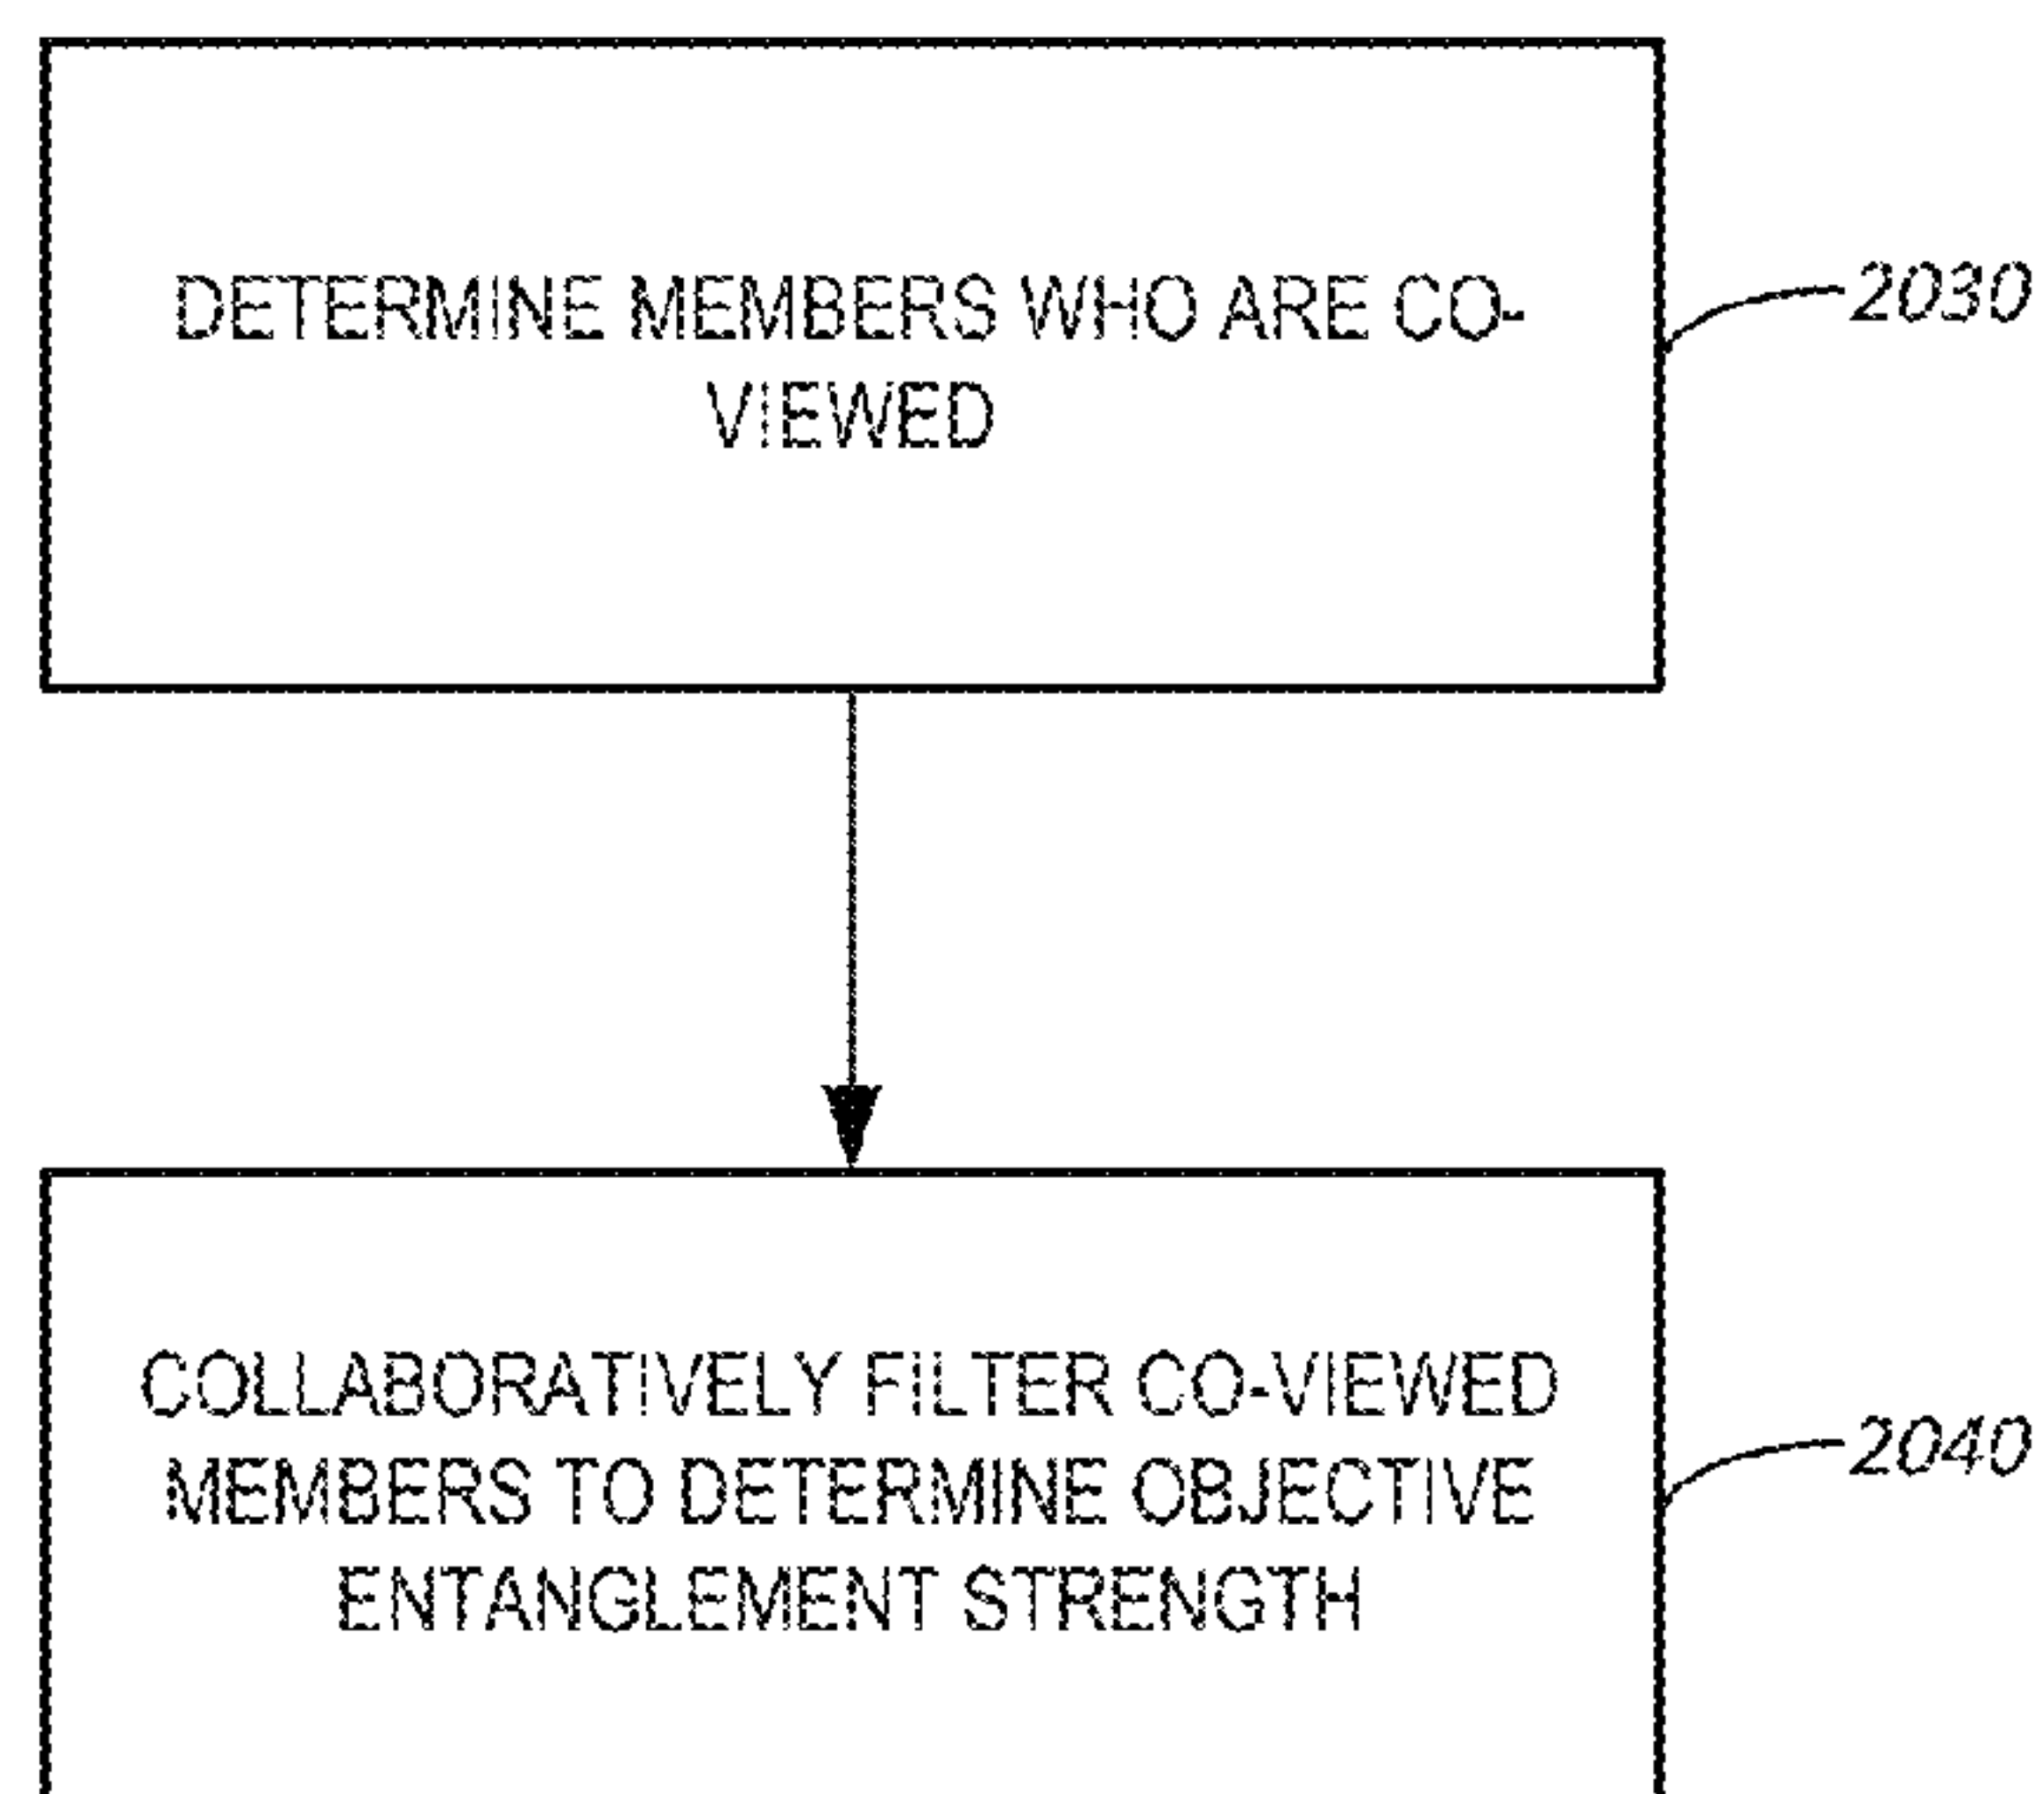 DETERMINE MEMBERS WHO ARE CO-
VIEWED
2030
COLLABORATIVELY FILTER CO-VIEWED
MEMBERS TO DETERMINE OBJECTIVE
ENTANGLEMENT STRENGTH
2040